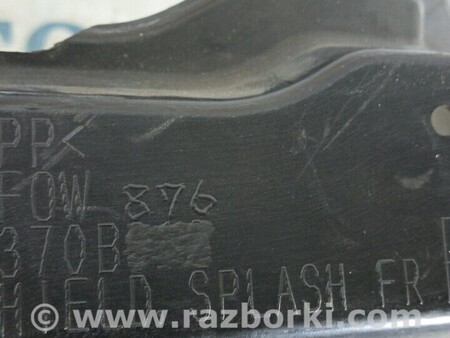 PP<
FOW 876
370B
HIELD SPLASH FR
www.razborki.com